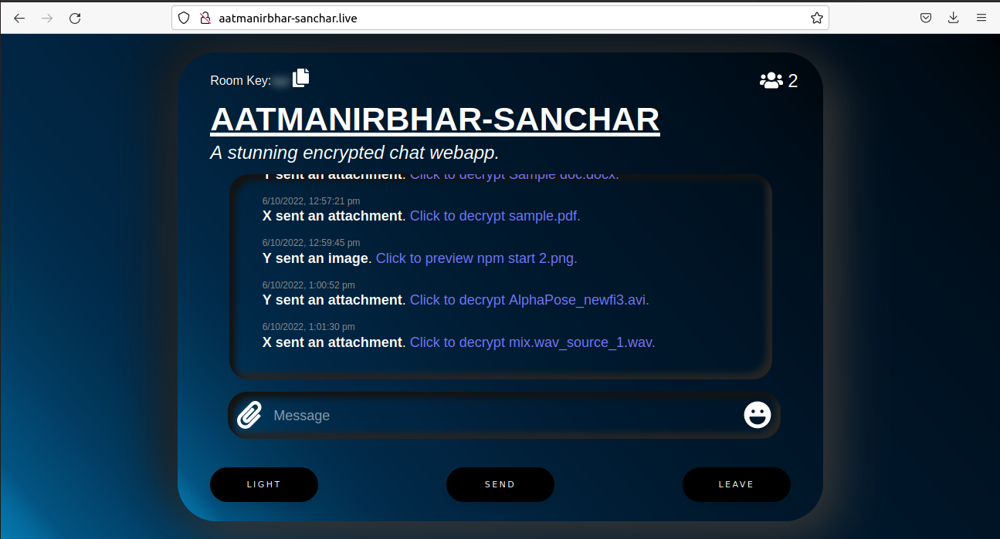 aatmanirbhar-sanchar.live
Room Key:
2
AATMANIRBHAR-SANCHAR
A stunning encrypted chat webapp.
Y sent an attachment. Click to decrypt Sample doc.docx.
6/10/2022, 12:57:21 pm
X sent an attachment. Click to decrypt sample.pdf.
6/10/2022, 12:59:45 pm
Y sent an image. Click to preview npm start 2.png.
6/10/2022, 1:00:52 pm
Y sent an attachment. Click to decrypt AlphaPose_newfi3.avi.
6/10/2022, 1:01:30 pm
X sent an attachment. Click to decrypt mix.wav_source_1.wav.
Message
LIGHT
SEND
LEAVE